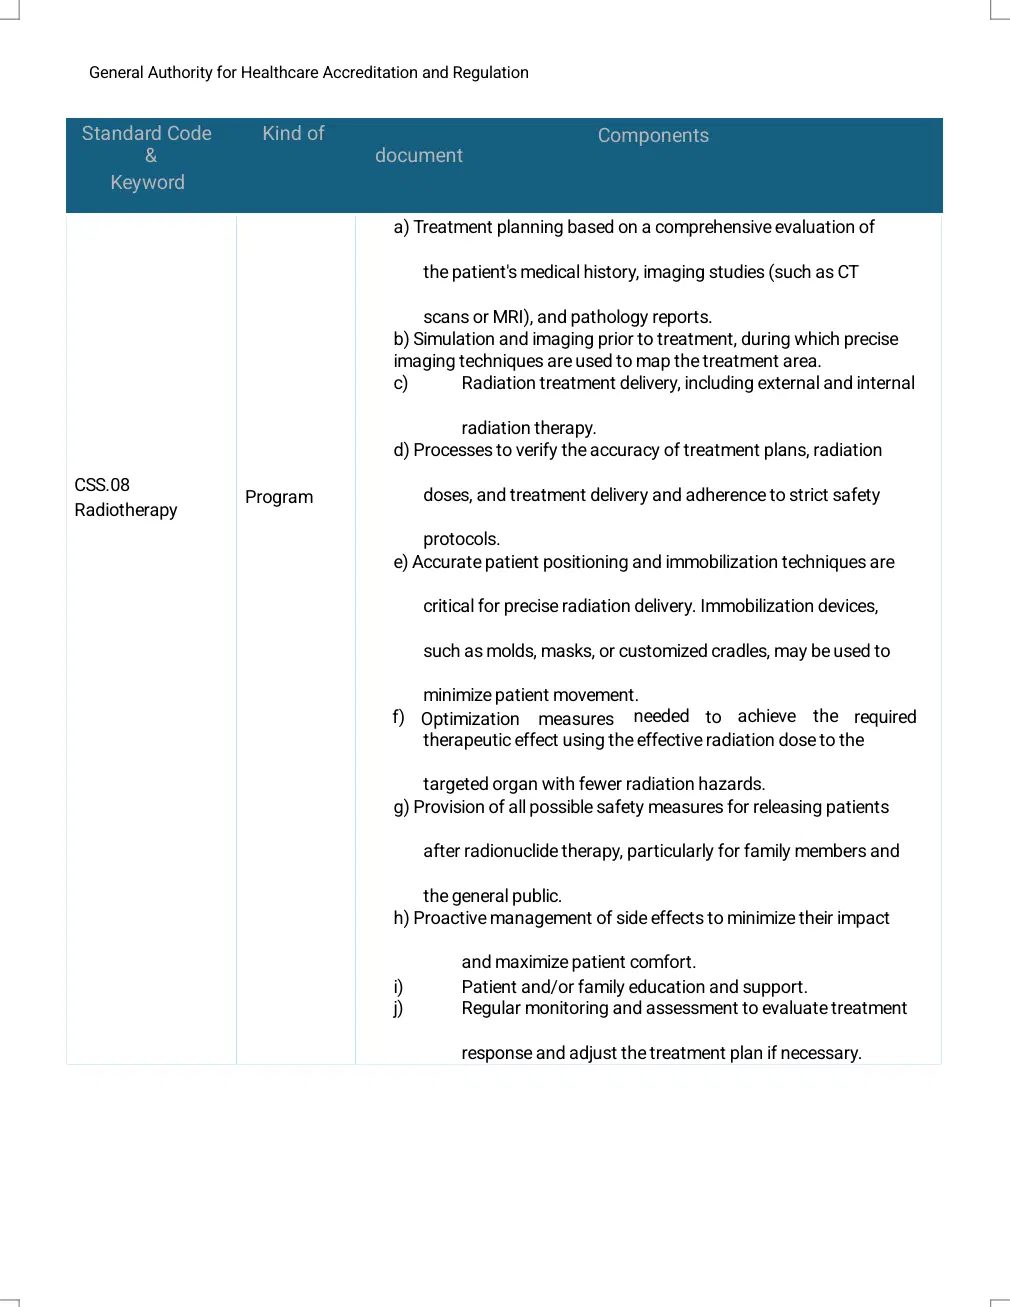 General Authority for Healthcare Accreditation and Regulation
Standard Code
&
Keyword
Kind of
document
Components
CSS.08
Radiotherapy
Program
a) Treatment planning based on a comprehensive evaluation of
the patient's medical history, imaging studies (such as CT
scans or MRI), and pathology reports.
b) Simulation and imaging prior to treatment, during which precise
imaging techniques are used to map the treatment area.
c) Radiation treatment delivery, including external and internal
radiation therapy.
d) Processes to verify the accuracy of treatment plans, radiation
doses, and treatment delivery and adherence to strict safety
protocols.
e) Accurate patient positioning and immobilization techniques are
critical for precise radiation delivery. Immobilization devices,
such as molds, masks, or customized cradles, may be used to
minimize patient movement.
f) Optimization measures needed to achieve the required
therapeutic effect using the effective radiation dose to the
targeted organ with fewer radiation hazards.
g) Provision of all possible safety measures for releasing patients
after radionuclide therapy, particularly for family members and
the general public.
h) Proactive management of side effects to minimize their impact
and maximize patient comfort.
i) Patient and/or family education and support.
j) Regular monitoring and assessment to evaluate treatment
response and adjust the treatment plan if necessary.